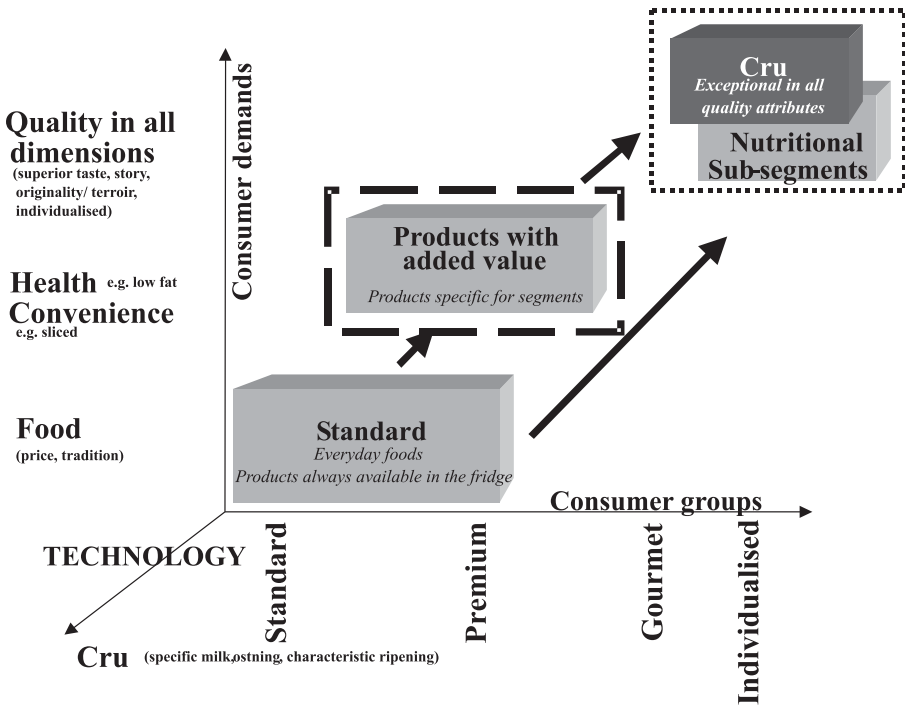 Cru
Exceptional in all
quality attributes
Nutritional
Sub-segments
Quality in all
dimensions
(superior taste, story,
originality/ terroir,
individualised)
Consumer demands
Products with
added value
Products specific for segments
Health e.g. low fat
Convenience
e.g. sliced
Food
(price, tradition)
Standard
Everyday foods
Products always available in the fridge
Consumer groups
TECHNOLOGY
Standard
Premium
Gourmet
Individualised
Cru (specific milk,ostning, characteristic ripening)